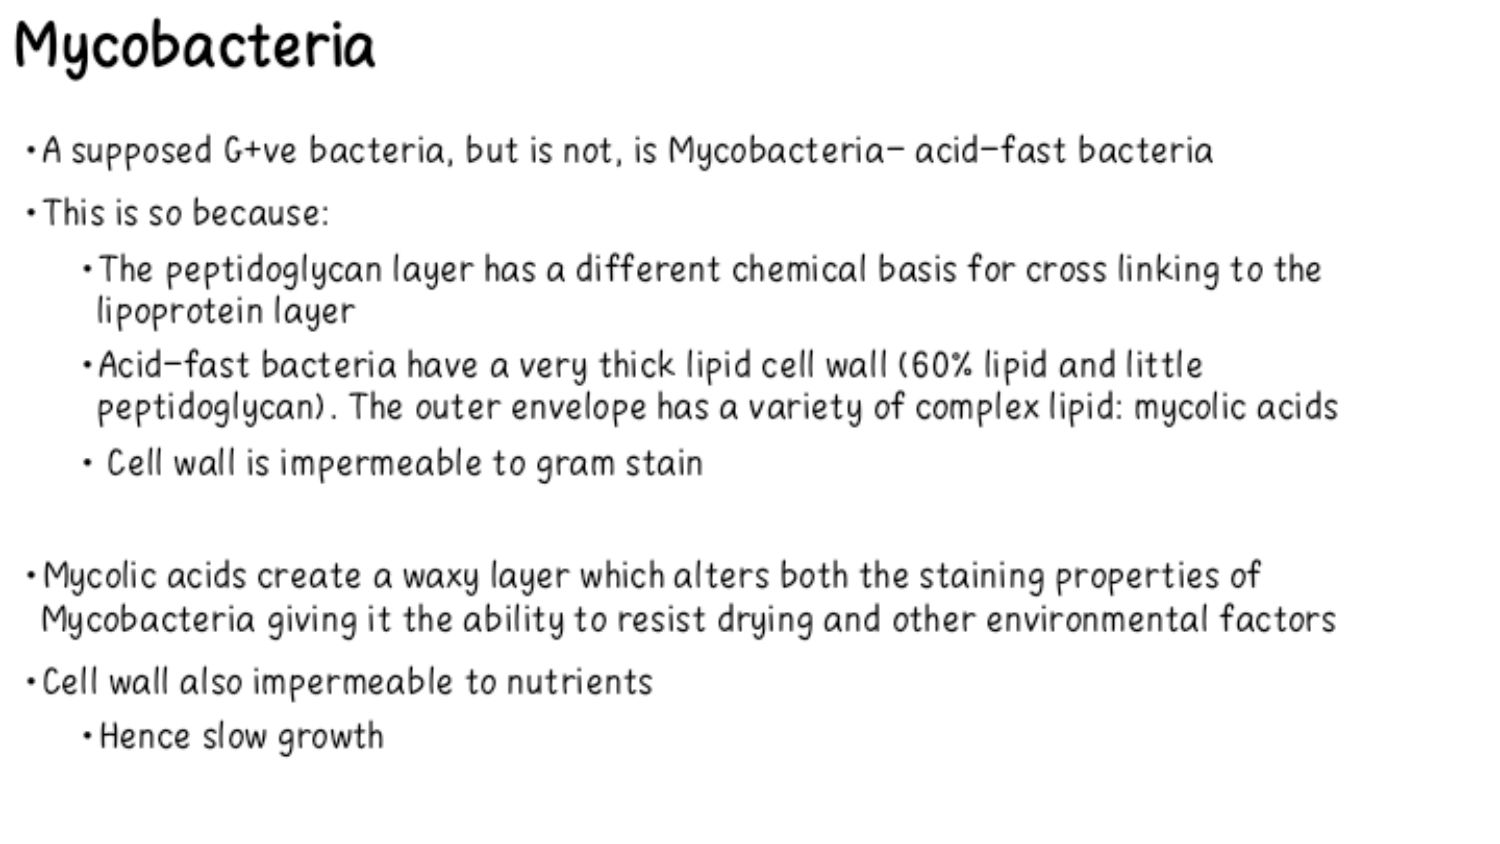 Mycobacteria
•A supposed G+ve bacteria, but is not, is Mycobacteria– acid–fast bacteria
•This is so because:
•The peptidoglycan layer has a different chemical basis for cross linking to the
lipoprotein layer
•Acid–fast bacteria have a very thick lipid cell wall (60% lipid and little
peptidoglycan). The outer envelope has a variety of complex lipid: mycolic acids
• Cell wall is impermeable to gram stain
•Mycolic acids create a waxy layer which alters both the staining properties of
Mycobacteria giving it the ability to resist drying and other environmental factors
•Cell wall also impermeable to nutrients
•Hence slow growth